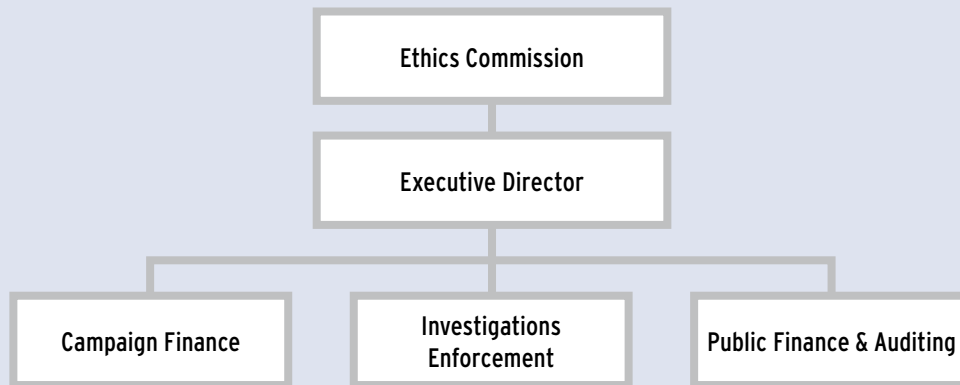 Ethics Commission
Executive Director
Campaign Finance
Investigations
Enforcement
Public Finance & Auditing